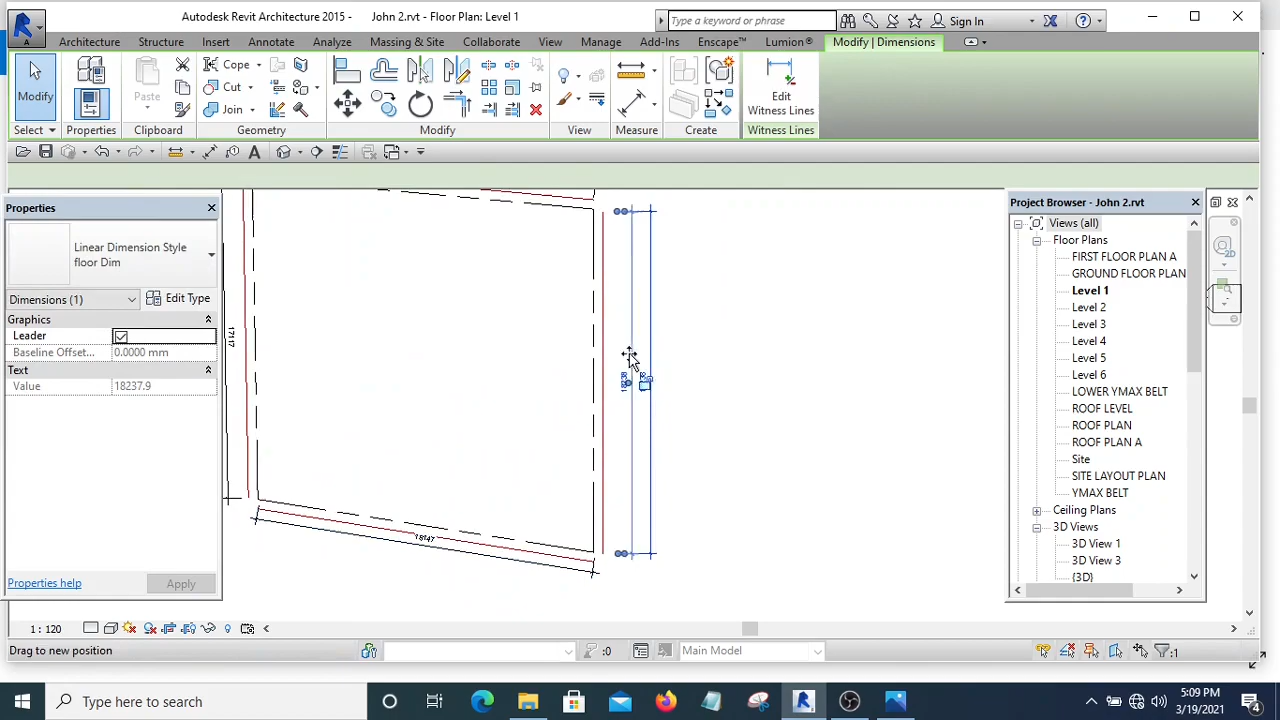 Autodesk Revit Architecture 2015 - John 2.rvt - Floor Plan: Level 1
Type a keyword or phrase
Sign In
Architecture Structure Insert Annotate Analyze Massing & Site Collaborate View Manage Add-Ins Enscape™ Lumion® Modify | Dimensions
Modify
Paste
Cope
Cut
Join
Edit
Witness Lines
Select Properties Clipboard Geometry Modify View Measure Create Witness Lines
Properties
Linear Dimension Style
floor Dim
Dimensions (1)
Edit Type
Graphics
Leader
Baseline Offset... 0.0000 mm
Text
Value 18237.9
Properties help
Apply
17117
18238
18147
Project Browser - John 2.rvt
Views (all)
Floor Plans
FIRST FLOOR PLAN A
GROUND FLOOR PLAN
Level 1
Level 2
Level 3
Level 4
Level 5
Level 6
LOWER YMAX BELT
ROOF LEVEL
ROOF PLAN
ROOF PLAN A
Site
SITE LAYOUT PLAN
YMAX BELT
Ceiling Plans
3D Views
3D View 1
3D View 3
{3D}
2D
1 : 120
Drag to new position
:0
Main Model
:1
Type here to search
5:09 PM
3/19/2021
4